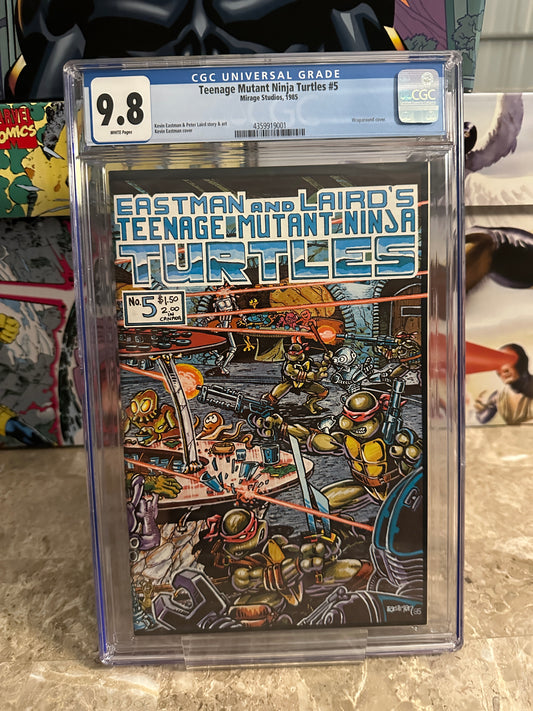 CGC UNIVERSAL GRADE
9.8
WHITE Pages
Teenage Mutant Ninja Turtles #5
Mirage Studios, 1985
Kevin Eastman & Peter Laird story & art
Kevin Eastman cover
Wraparound cover
4359919001
CGC
MARVEL
COMICS
EASTMAN AND LAIRD'S
TEENAGE MUTANT NINJA
TURTLES
No. 5 $1.50
2.00
IN
CANADA